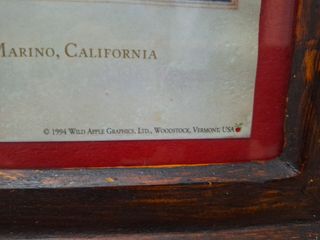 Marino, California
© 1994 Wild Apple Graphics, Ltd., Woodstock, Vermont, USA